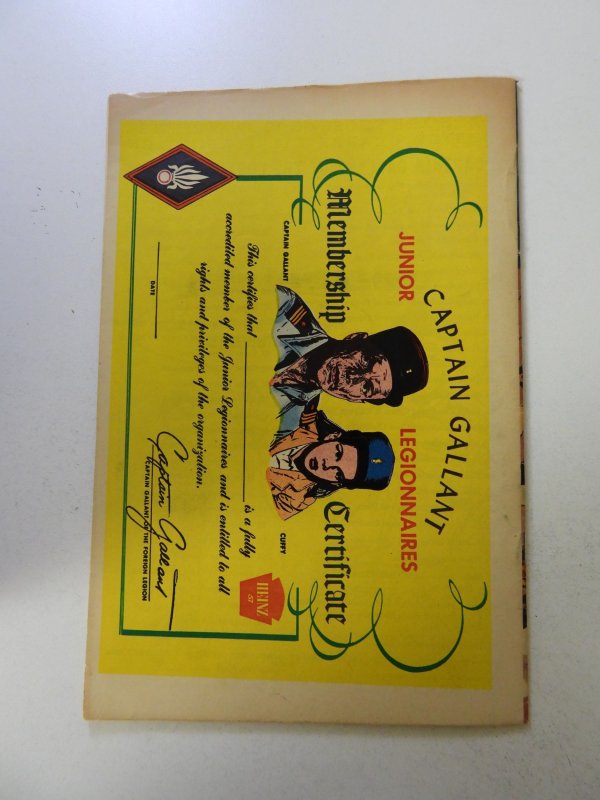 CAPTAIN GALLANT
JUNIOR LEGIONNAIRES
Membership Certificate
CAPTAIN GALLANT
CUFFY
This certifies that ____________ is a fully
accredited member of the Junior Legionnaires and is entitled to all
rights and privileges of the organization.
HEINZ
57
DATE
Captain Gallant
CAPTAIN GALLANT OF THE FOREIGN LEGION